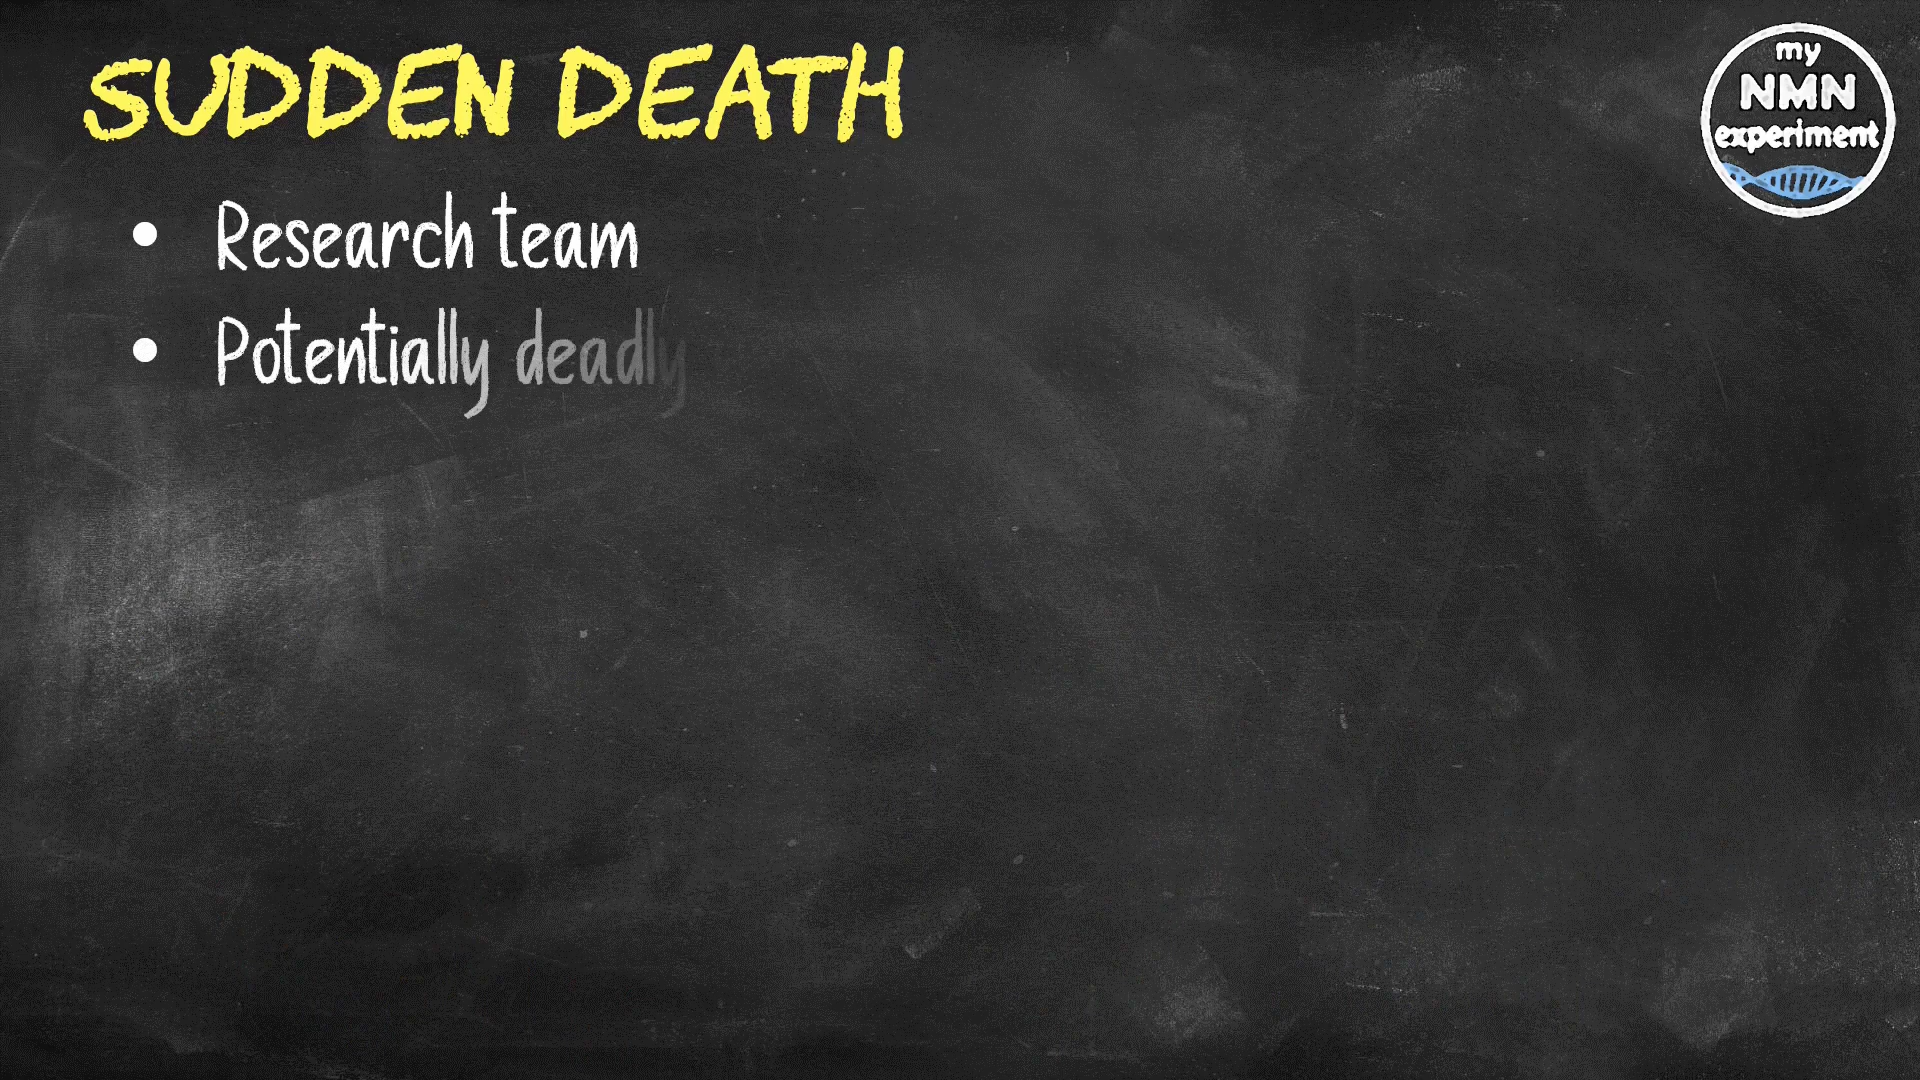 SUDDEN DEATH
my
NMN
experiment
• Research team
• Potentially deadly